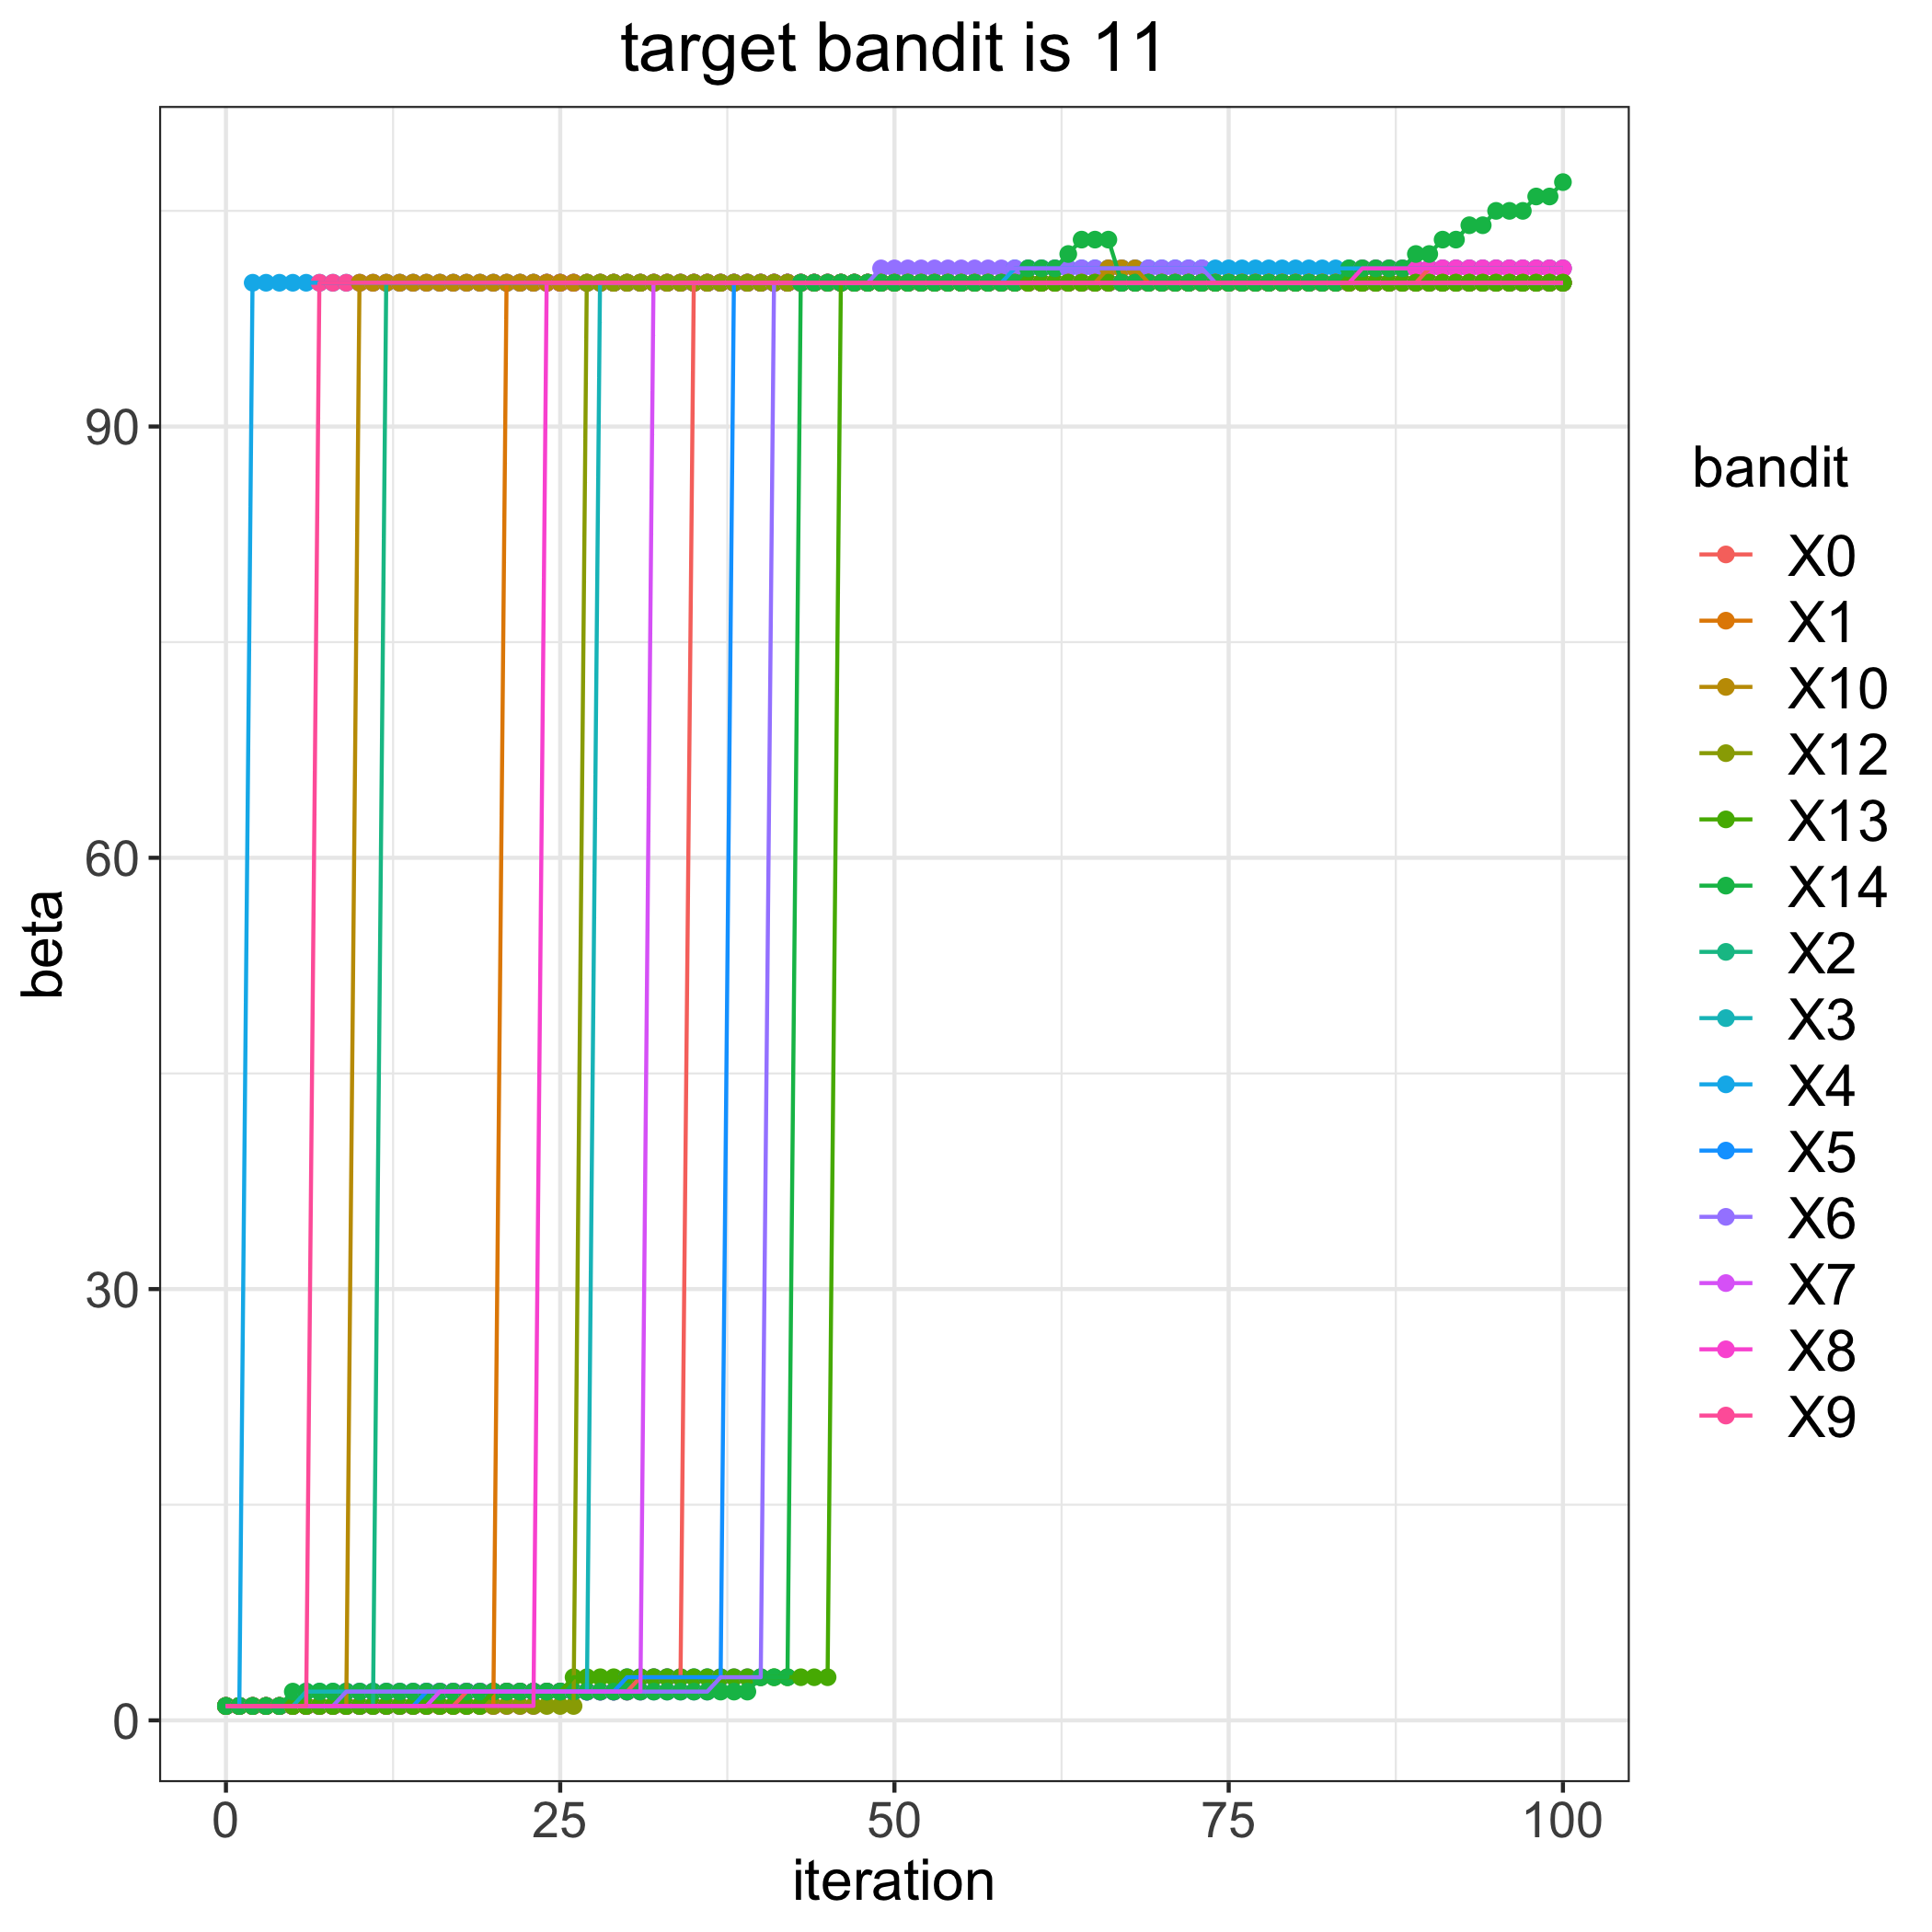 target bandit is 11
90
60
30
0
beta
0 25 50 75 100
iteration
bandit
X0
X1
X10
X12
X13
X14
X2
X3
X4
X5
X6
X7
X8
X9